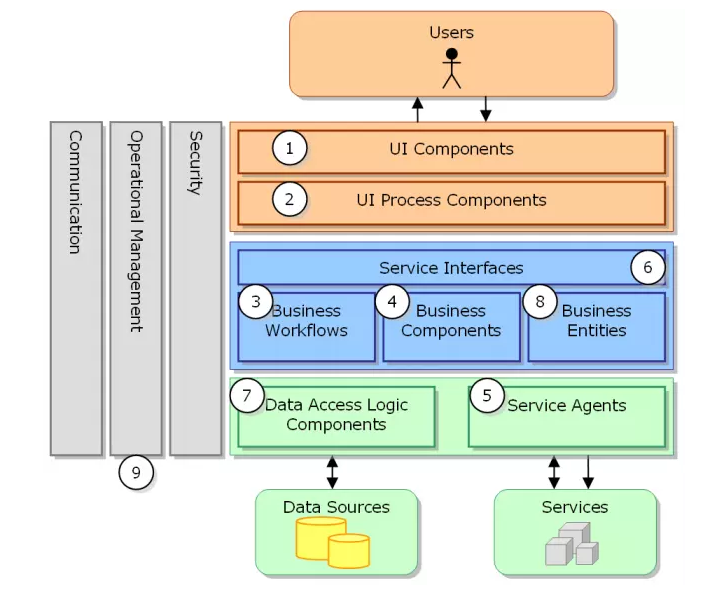 Users
Communication
Operational Management
Security
1
UI Components
2
UI Process Components
Service Interfaces
6
3
Business
Workflows
4
Business
Components
8
Business
Entities
7
Data Access Logic
Components
5
Service Agents
9
Data Sources
Services